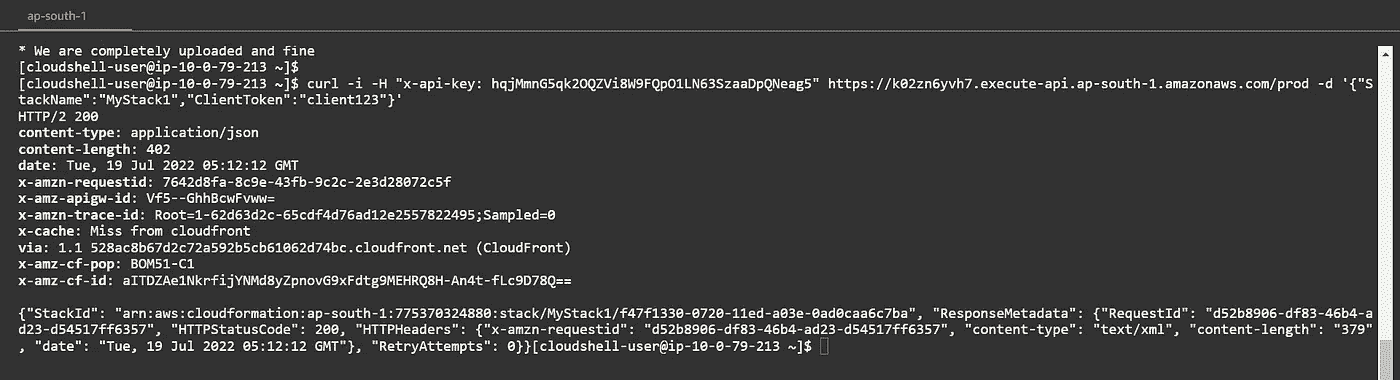 ap-south-1
* We are completely uploaded and fine
[cloudshell-user@ip-10-0-79-213 ~]$
[cloudshell-user@ip-10-0-79-213 ~]$ curl -i -H "x-api-key: hqjMmnG5qk2OQZVi8W9FQpO1LN63SzaaDpQNeag5" https://k02zn6yvh7.execute-api.ap-south-1.amazonaws.com/prod -d '{"S
tackName":"MyStack1","ClientToken":"client123"}'
HTTP/2 200
content-type: application/json
content-length: 402
date: Tue, 19 Jul 2022 05:12:12 GMT
x-amzn-requestid: 7642d8fa-8c9e-43fb-9c2c-2e3d28072c5f
x-amz-apigw-id: Vf5--GhhBcwFvww=
x-amzn-trace-id: Root=1-62d63d2c-65cdf4d76ad12e2557822495;Sampled=0
x-cache: Miss from cloudfront
via: 1.1 528ac8b67d2c72a592b5cb61062d74bc.cloudfront.net (CloudFront)
x-amz-cf-pop: BOM51-C1
x-amz-cf-id: aITDZAe1NkrfijYNMd8yZpnovG9xFdtg9MEHRQ8H-An4t-fLc9D78Q==
{"StackId": "arn:aws:cloudformation:ap-south-1:775370324880:stack/MyStack1/f47f1330-0720-11ed-a03e-0ad0caa6c7ba", "ResponseMetadata": {"RequestId": "d52b8906-df83-46b4-a
d23-d54517ff6357", "HTTPStatusCode": 200, "HTTPHeaders": {"x-amzn-requestid": "d52b8906-df83-46b4-ad23-d54517ff6357", "content-type": "text/xml", "content-length": "379"
, "date": "Tue, 19 Jul 2022 05:12:12 GMT"}, "RetryAttempts": 0}}[cloudshell-user@ip-10-0-79-213 ~]$